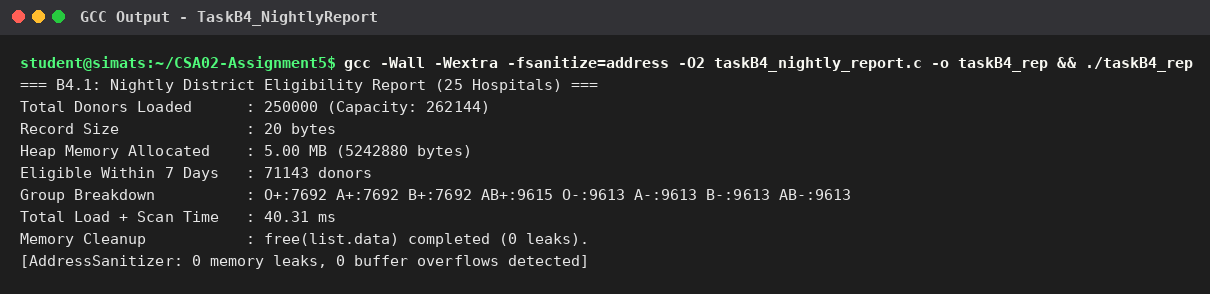 GCC Output - TaskB4_NightlyReport
student@simats:~/CSA02-Assignment5$ gcc -Wall -Wextra -fsanitize=address -O2 taskB4_nightly_report.c -o taskB4_rep && ./taskB4_rep
=== B4.1: Nightly District Eligibility Report (25 Hospitals) ===
Total Donors Loaded      : 250000 (Capacity: 262144)
Record Size              : 20 bytes
Heap Memory Allocated    : 5.00 MB (5242880 bytes)
Eligible Within 7 Days   : 71143 donors
Group Breakdown          : O+:7692 A+:7692 B+:7692 AB+:9615 O-:9613 A-:9613 B-:9613 AB-:9613
Total Load + Scan Time   : 40.31 ms
Memory Cleanup           : free(list.data) completed (0 leaks).
[AddressSanitizer: 0 memory leaks, 0 buffer overflows detected]